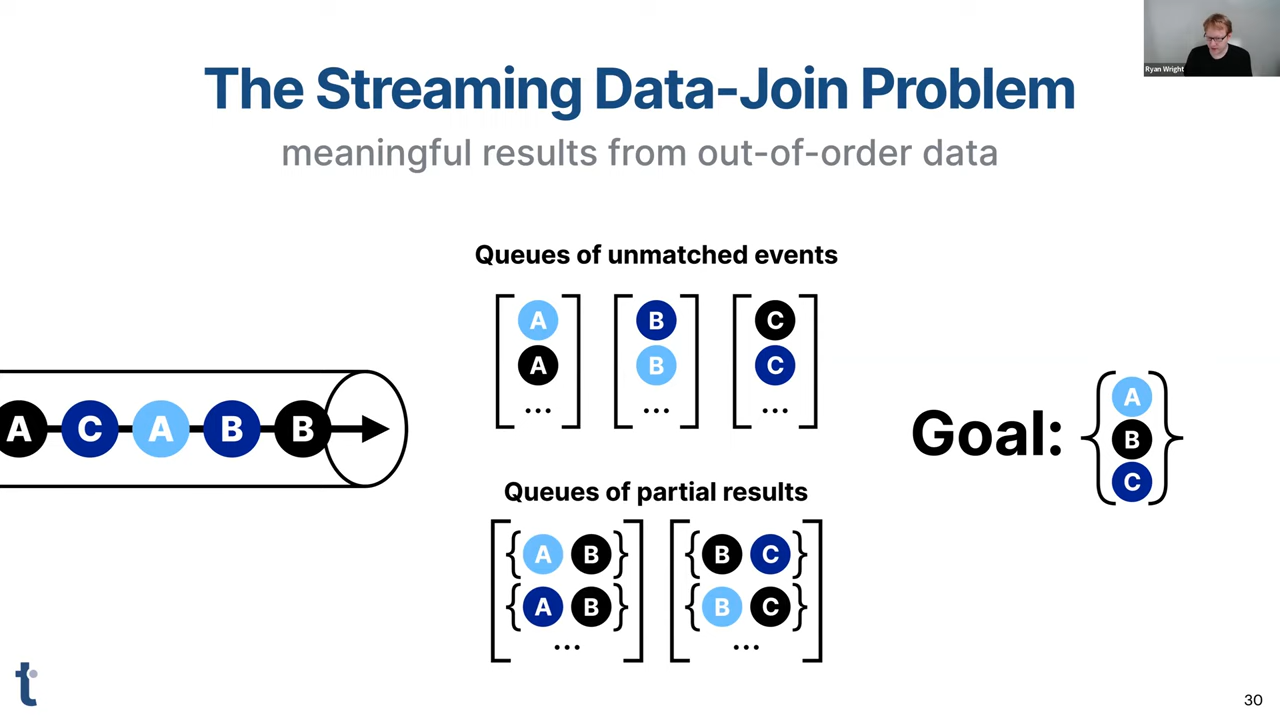 Ryan Wright
The Streaming Data-Join Problem
meaningful results from out-of-order data
Queues of unmatched events
A B C
A B C
... ... ...
A C A B B
Goal:
A
B
C
Queues of partial results
{A B} {B C}
{A B} {B C}
... ...
t
30